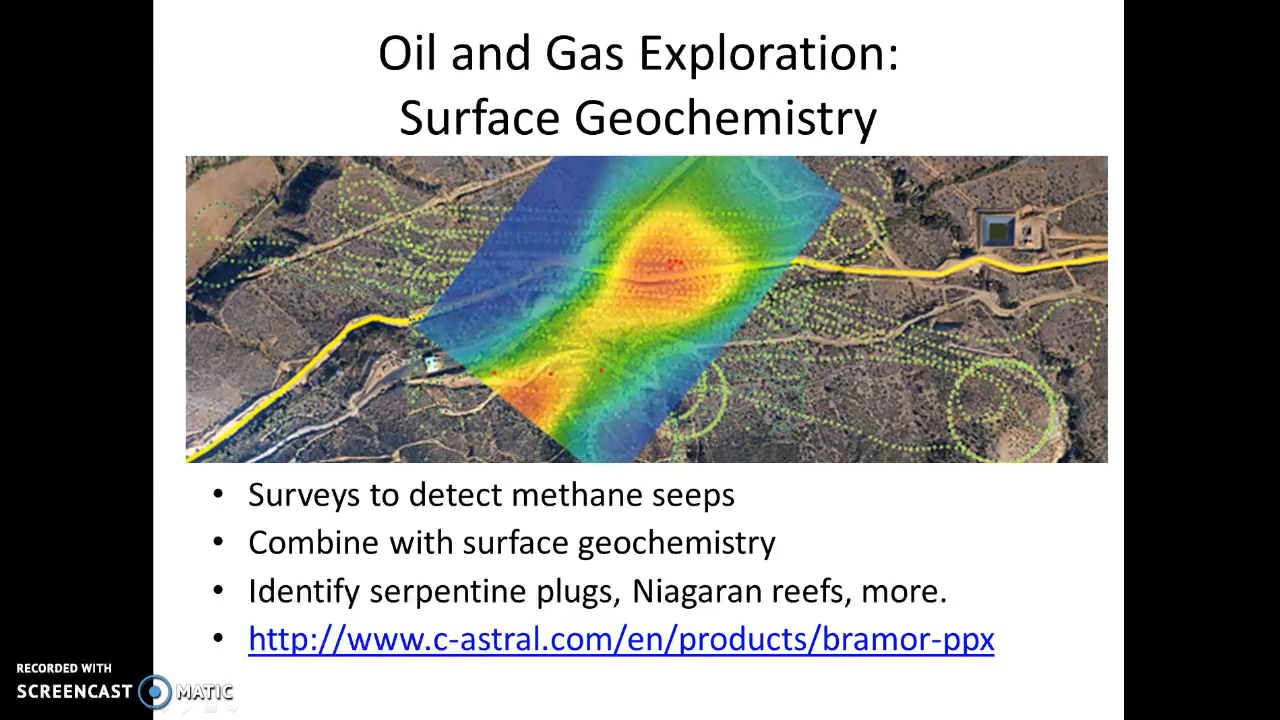 Oil and Gas Exploration:
Surface Geochemistry
• Surveys to detect methane seeps
• Combine with surface geochemistry
• Identify serpentine plugs, Niagaran reefs, more.
• http://www.c-astral.com/en/products/bramor-ppx
RECORDED WITH
SCREENCAST MATIC